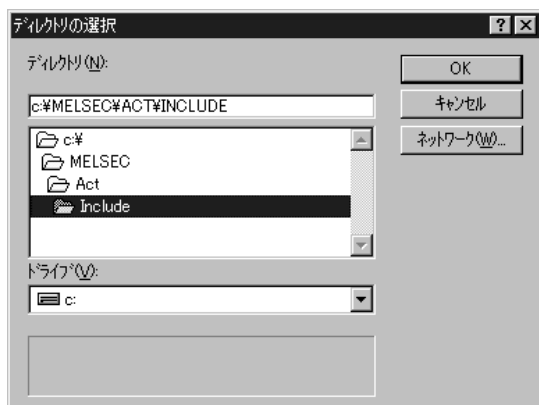 ﾃﾞｨﾚｸﾄﾘの選択
ﾃﾞｨﾚｸﾄﾘ(N):
c:¥MELSEC¥ACT¥INCLUDE
c:¥
MELSEC
Act
Include
ﾄﾞﾗｲﾌﾞ(V):
c:
OK
ｷｬﾝｾﾙ
ﾈｯﾄﾜｰｸ(W)...